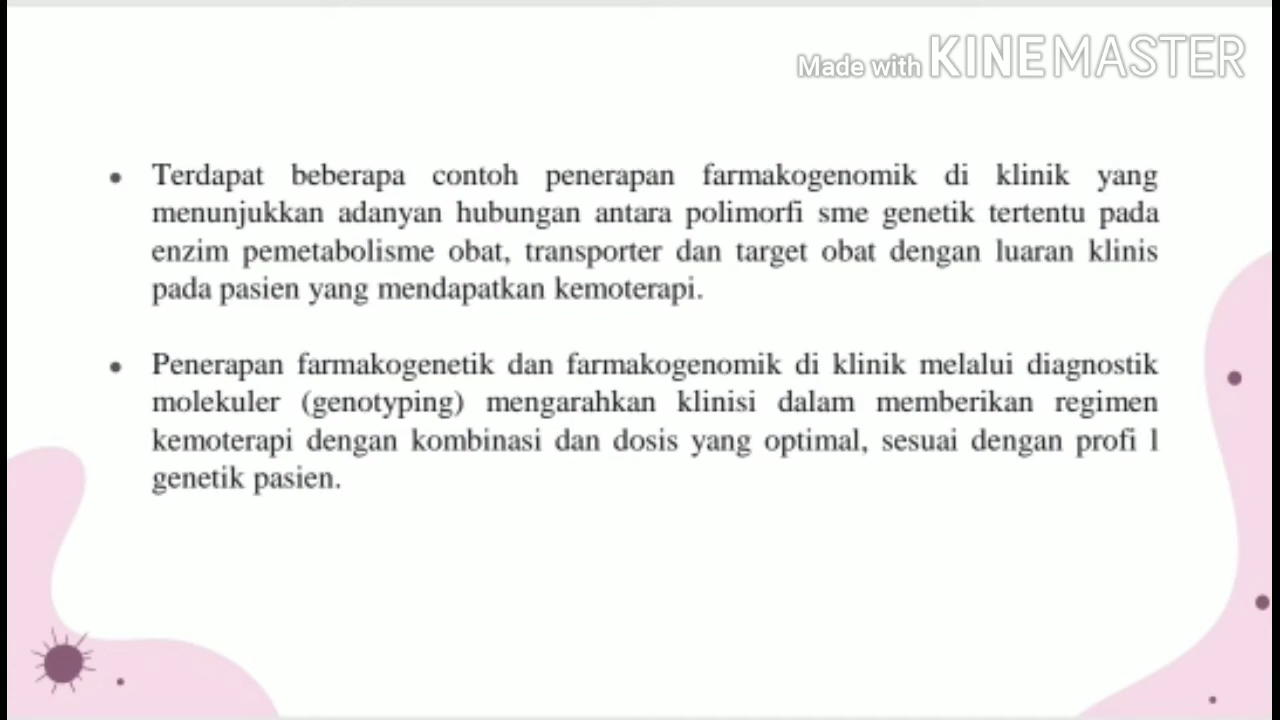 Made with KINEMASTER
• Terdapat beberapa contoh penerapan farmakogenomik di klinik yang
menunjukkan adanyan hubungan antara polimorfi sme genetik tertentu pada
enzim pemetabolisme obat, transporter dan target obat dengan luaran klinis
pada pasien yang mendapatkan kemoterapi.
• Penerapan farmakogenetik dan farmakogenomik di klinik melalui diagnostik
molekuler (genotyping) mengarahkan klinisi dalam memberikan regimen
kemoterapi dengan kombinasi dan dosis yang optimal, sesuai dengan profi l
genetik pasien.